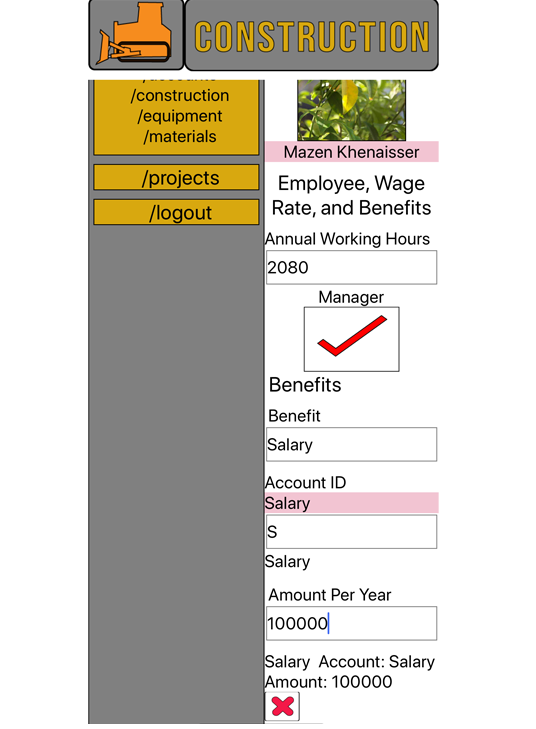 CONSTRUCTION
/construction
/equipment
/materials
/projects
/logout
Mazen Khenaisser
Employee, Wage
Rate, and Benefits
Annual Working Hours
2080
Manager
Benefits
Benefit
Salary
Account ID
Salary
S
Salary
Amount Per Year
100000
Salary Account: Salary
Amount: 100000